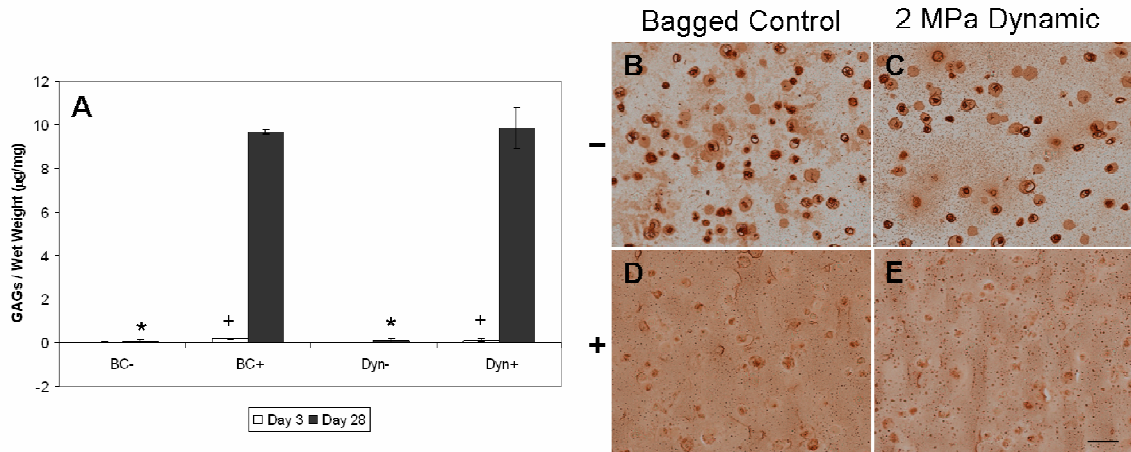 Bagged Control
2 MPa Dynamic
A
GAGs / Wet Weight (µg/mg)
12
10
8
6
4
2
0
-2
*
+
*
+
BC-
BC+
Dyn-
Dyn+
Day 3
Day 28
–
B
C
+
D
E